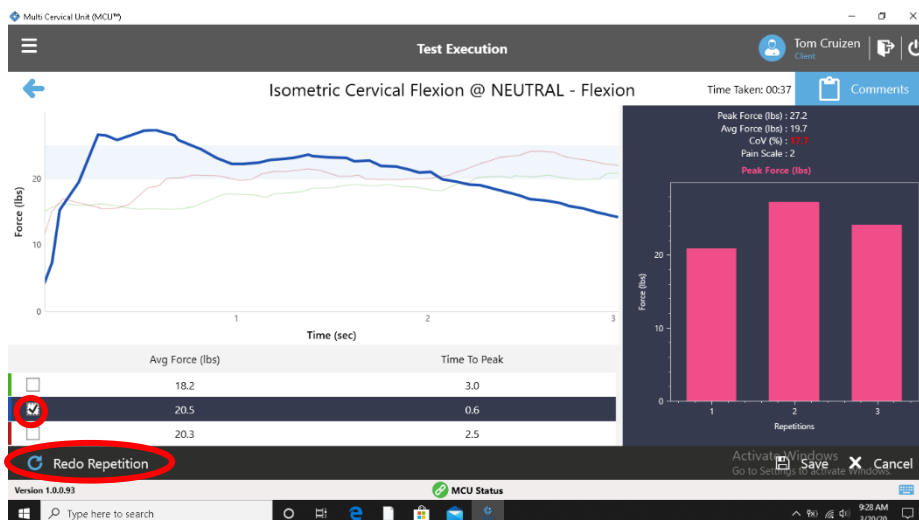 Multi Cervical Unit (MCU™)
Test Execution
Tom Cruizen
Client
Isometric Cervical Flexion @ NEUTRAL - Flexion
Time Taken: 00:37
Comments
Peak Force (lbs) : 27.2
Avg Force (lbs) : 19.7
CoV (%) :
Pain Scale : 2
Peak Force (lbs)
Force (lbs)
20
10
0
1
2
3
Time (sec)
Force (lbs)
20
10
0
1
2
3
Repetitions
Avg Force (lbs)
Time To Peak
18.2
3.0
20.5
0.6
20.3
2.5
Redo Repetition
Activate Windows
Go to Settings to activate Windows.
Save
Cancel
Version 1.0.0.93
MCU Status
Type here to search
9:28 AM
3/20/20